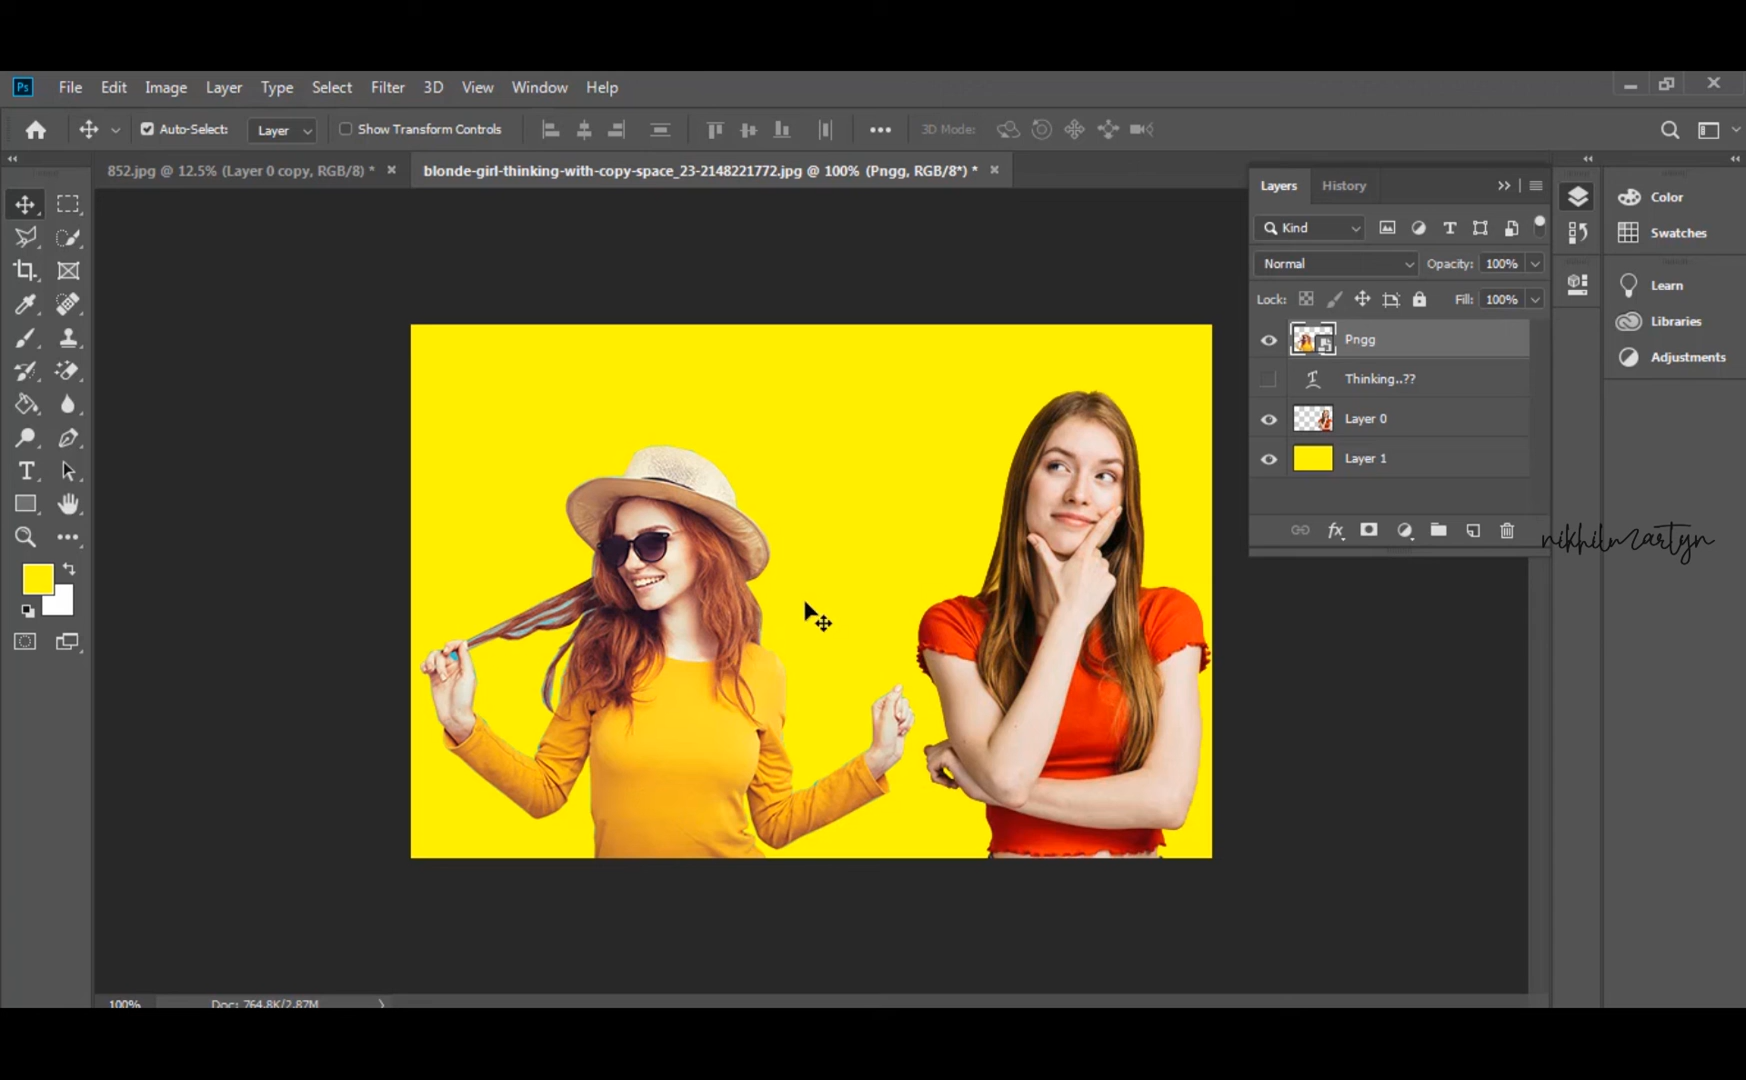 Ps File Edit Image Layer Type Select Filter 3D View Window Help
Auto-Select: Layer Show Transform Controls 3D Mode:
852.jpg @ 12.5% (Layer 0 copy, RGB/8) *
blonde-girl-thinking-with-copy-space_23-2148221772.jpg @ 100% (Pngg, RGB/8*) *
Layers History
Kind
Normal Opacity: 100%
Lock: Fill: 100%
Pngg
Thinking..??
Layer 0
Layer 1
fx
Color
Swatches
Learn
Libraries
Adjustments
nikhilmartyn
100% Doc: 764.8K/2.87M